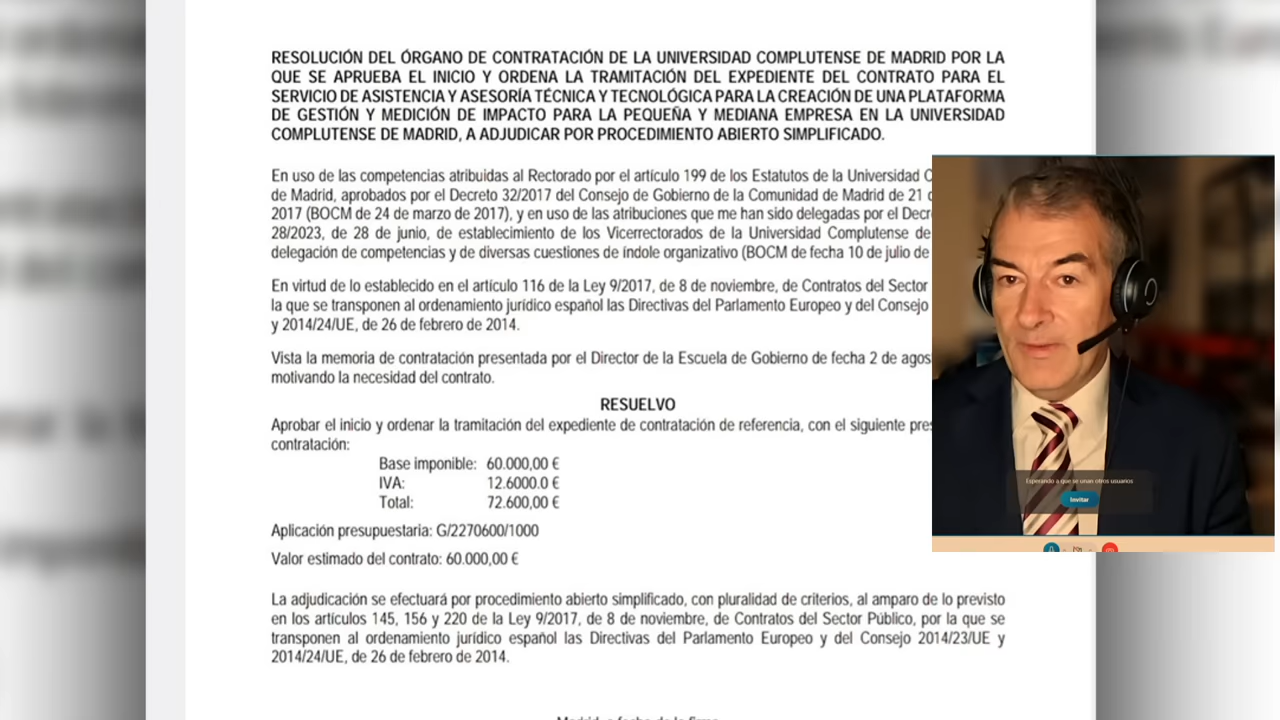 RESOLUCIÓN DEL ÓRGANO DE CONTRATACIÓN DE LA UNIVERSIDAD COMPLUTENSE DE MADRID POR LA
QUE SE APRUEBA EL INICIO Y ORDENA LA TRAMITACIÓN DEL EXPEDIENTE DEL CONTRATO PARA EL
SERVICIO DE ASISTENCIA Y ASESORÍA TÉCNICA Y TECNOLÓGICA PARA LA CREACIÓN DE UNA PLATAFORMA
DE GESTIÓN Y MEDICIÓN DE IMPACTO PARA LA PEQUEÑA Y MEDIANA EMPRESA EN LA UNIVERSIDAD
COMPLUTENSE DE MADRID, A ADJUDICAR POR PROCEDIMIENTO ABIERTO SIMPLIFICADO.
En uso de las competencias atribuidas al Rectorado por el artículo 199 de los Estatutos de la Universidad
de Madrid, aprobados por el Decreto 32/2017 del Consejo de Gobierno de la Comunidad de Madrid de 21
2017 (BOCM de 24 de marzo de 2017), y en uso de las atribuciones que me han sido delegadas por el
28/2023, de 28 de junio, de establecimiento de los Vicerrectorados de la Universidad Complutense de
delegación de competencias y de diversas cuestiones de índole organizativo (BOCM de fecha 10 de julio de
En virtud de lo establecido en el artículo 116 de la Ley 9/2017, de 8 de noviembre, de Contratos del Sector
la que se transponen al ordenamiento jurídico español las Directivas del Parlamento Europeo y del Consejo
y 2014/24/UE, de 26 de febrero de 2014.
Vista la memoria de contratación presentada por el Director de la Escuela de Gobierno de fecha 2 de
motivando la necesidad del contrato.
RESUELVO
Aprobar el inicio y ordenar la tramitación del expediente de contratación de referencia, con el siguiente
contratación:
Base imponible: 60.000,00 €
IVA: 12.6000.0 €
Total: 72.600,00 €
Aplicación presupuestaria: G/2270600/1000
Valor estimado del contrato: 60.000,00 €
La adjudicación se efectuará por procedimiento abierto simplificado, con pluralidad de criterios, al amparo de lo previsto
en los artículos 145, 156 y 220 de la Ley 9/2017, de 8 de noviembre, de Contratos del Sector Público, por la que se
transponen al ordenamiento jurídico español las Directivas del Parlamento Europeo y del Consejo 2014/23/UE y
2014/24/UE, de 26 de febrero de 2014.
Madrid, a fecha de la firma
Esperando a que se unan otros usuarios
Invitar